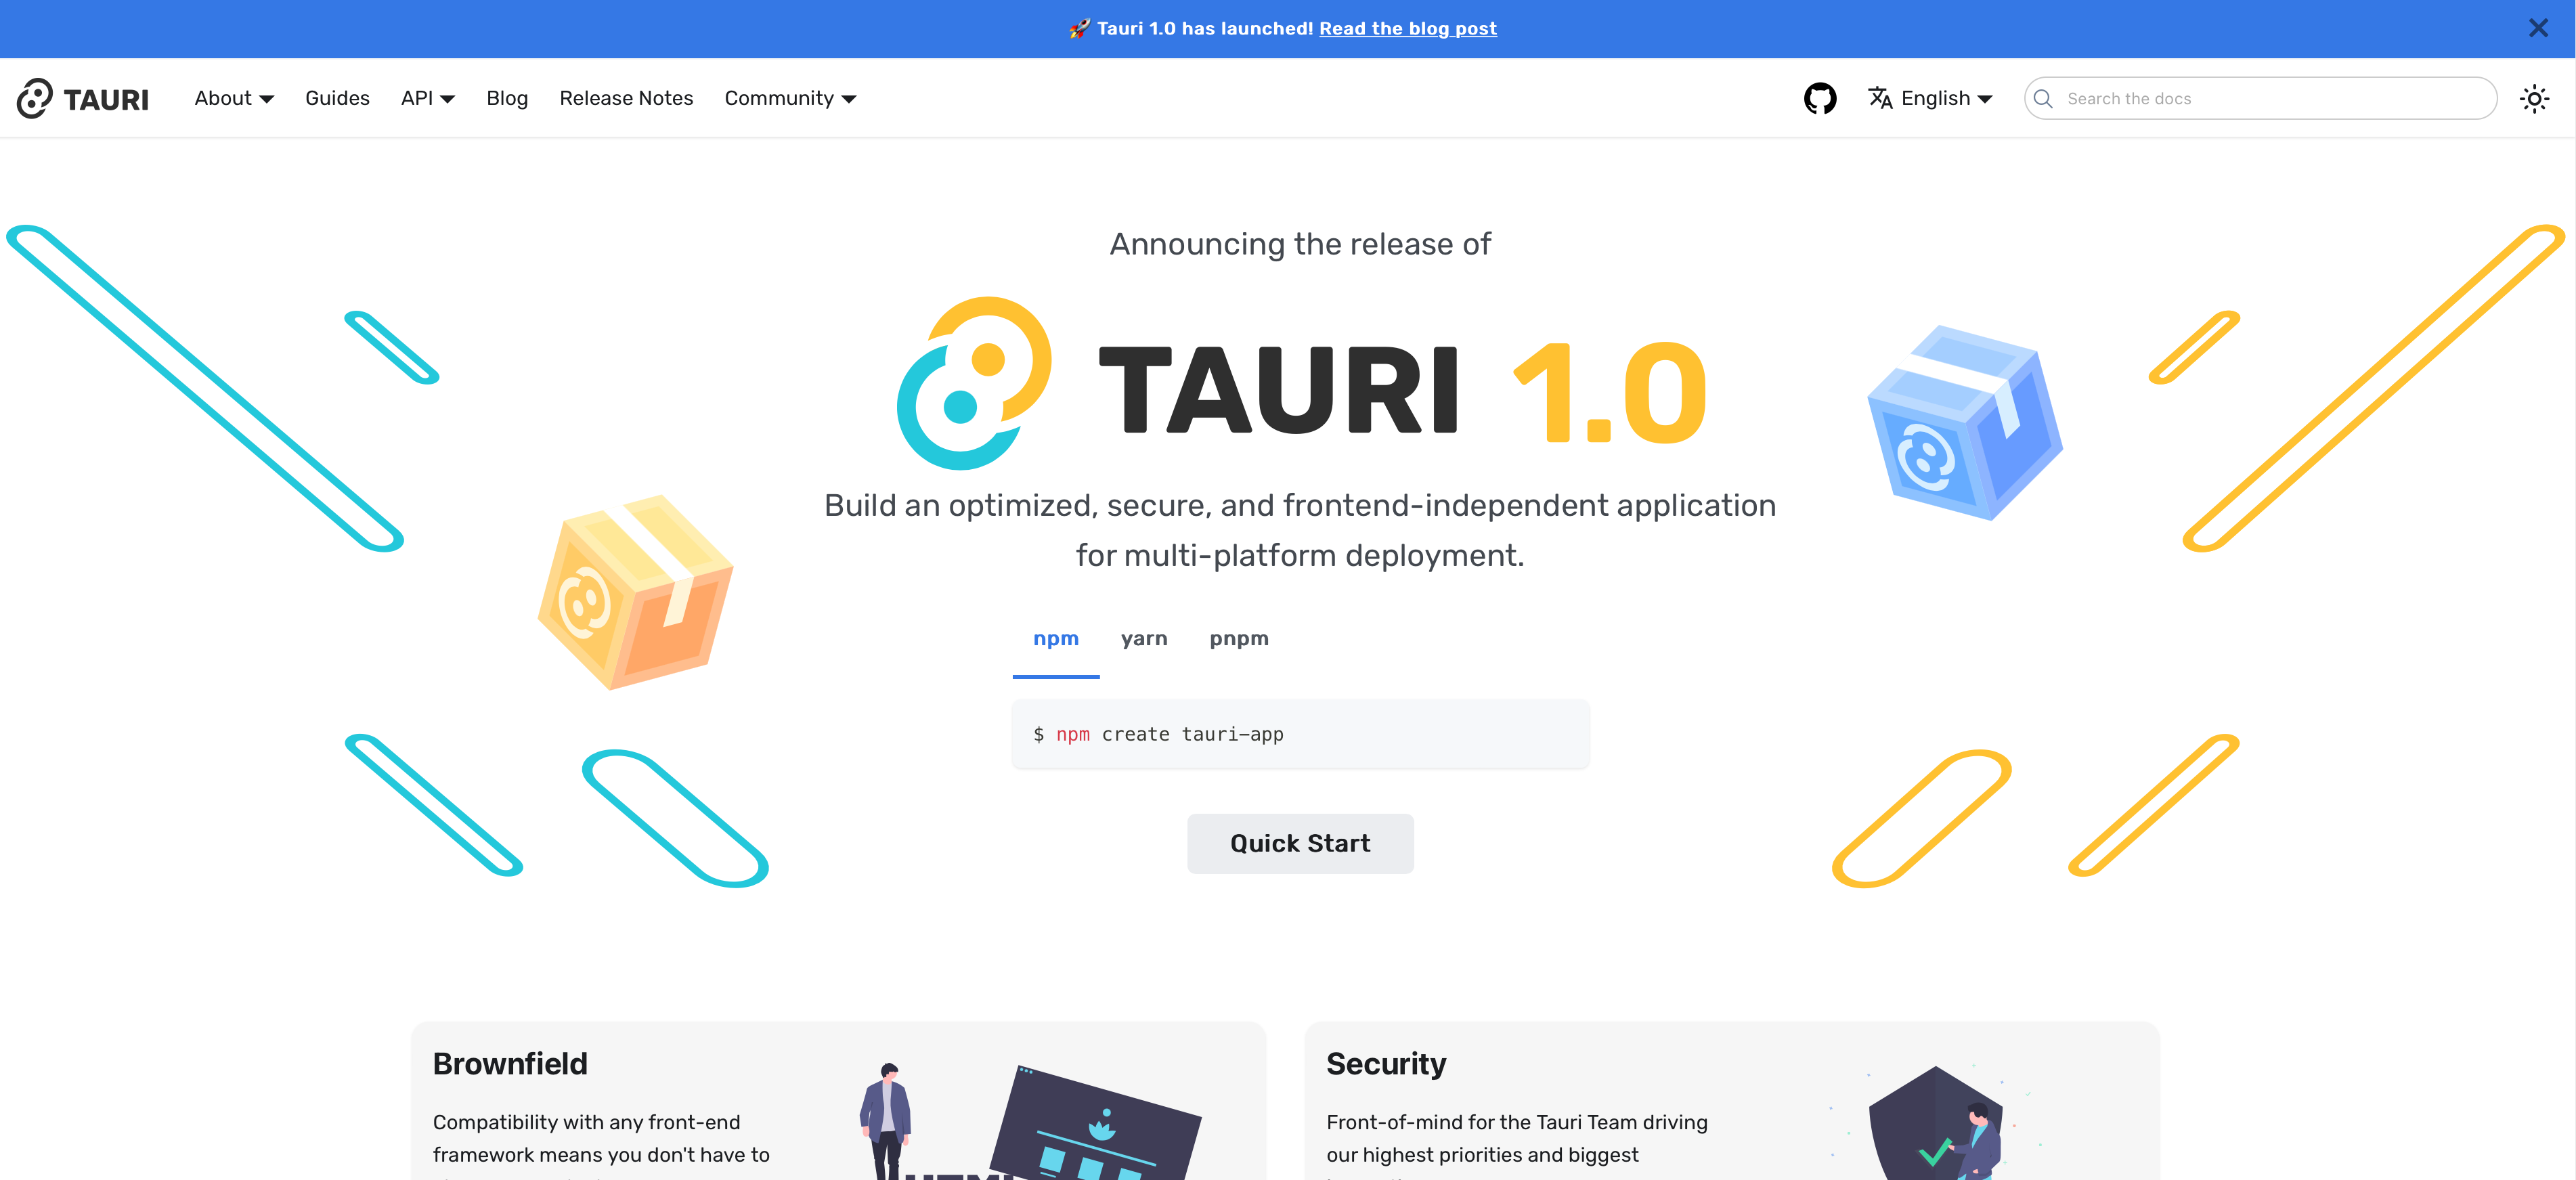 🚀 Tauri 1.0 has launched! Read the blog post
TAURI
About
Guides
API
Blog
Release Notes
Community
English
Search the docs
Announcing the release of
TAURI 1.0
Build an optimized, secure, and frontend-independent application
for multi-platform deployment.
npm
yarn
pnpm
$ npm create tauri-app
Quick Start
Brownfield
Compatibility with any front-end
framework means you don't have to
Security
Front-of-mind for the Tauri Team driving
our highest priorities and biggest